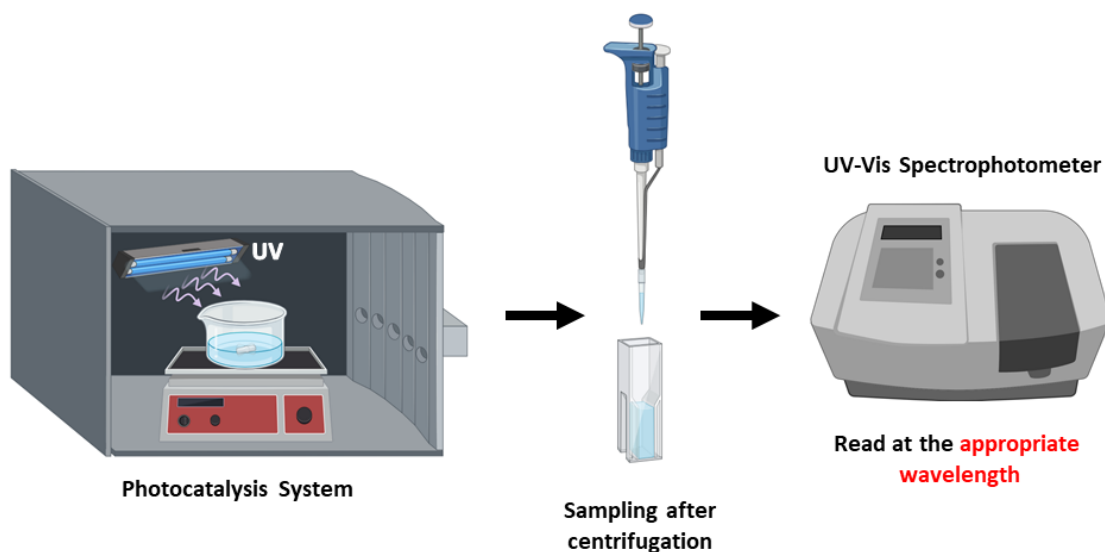 UV-Vis Spectrophotometer
UV
Photocatalysis System
Sampling after
centrifugation
Read at the appropriate
wavelength